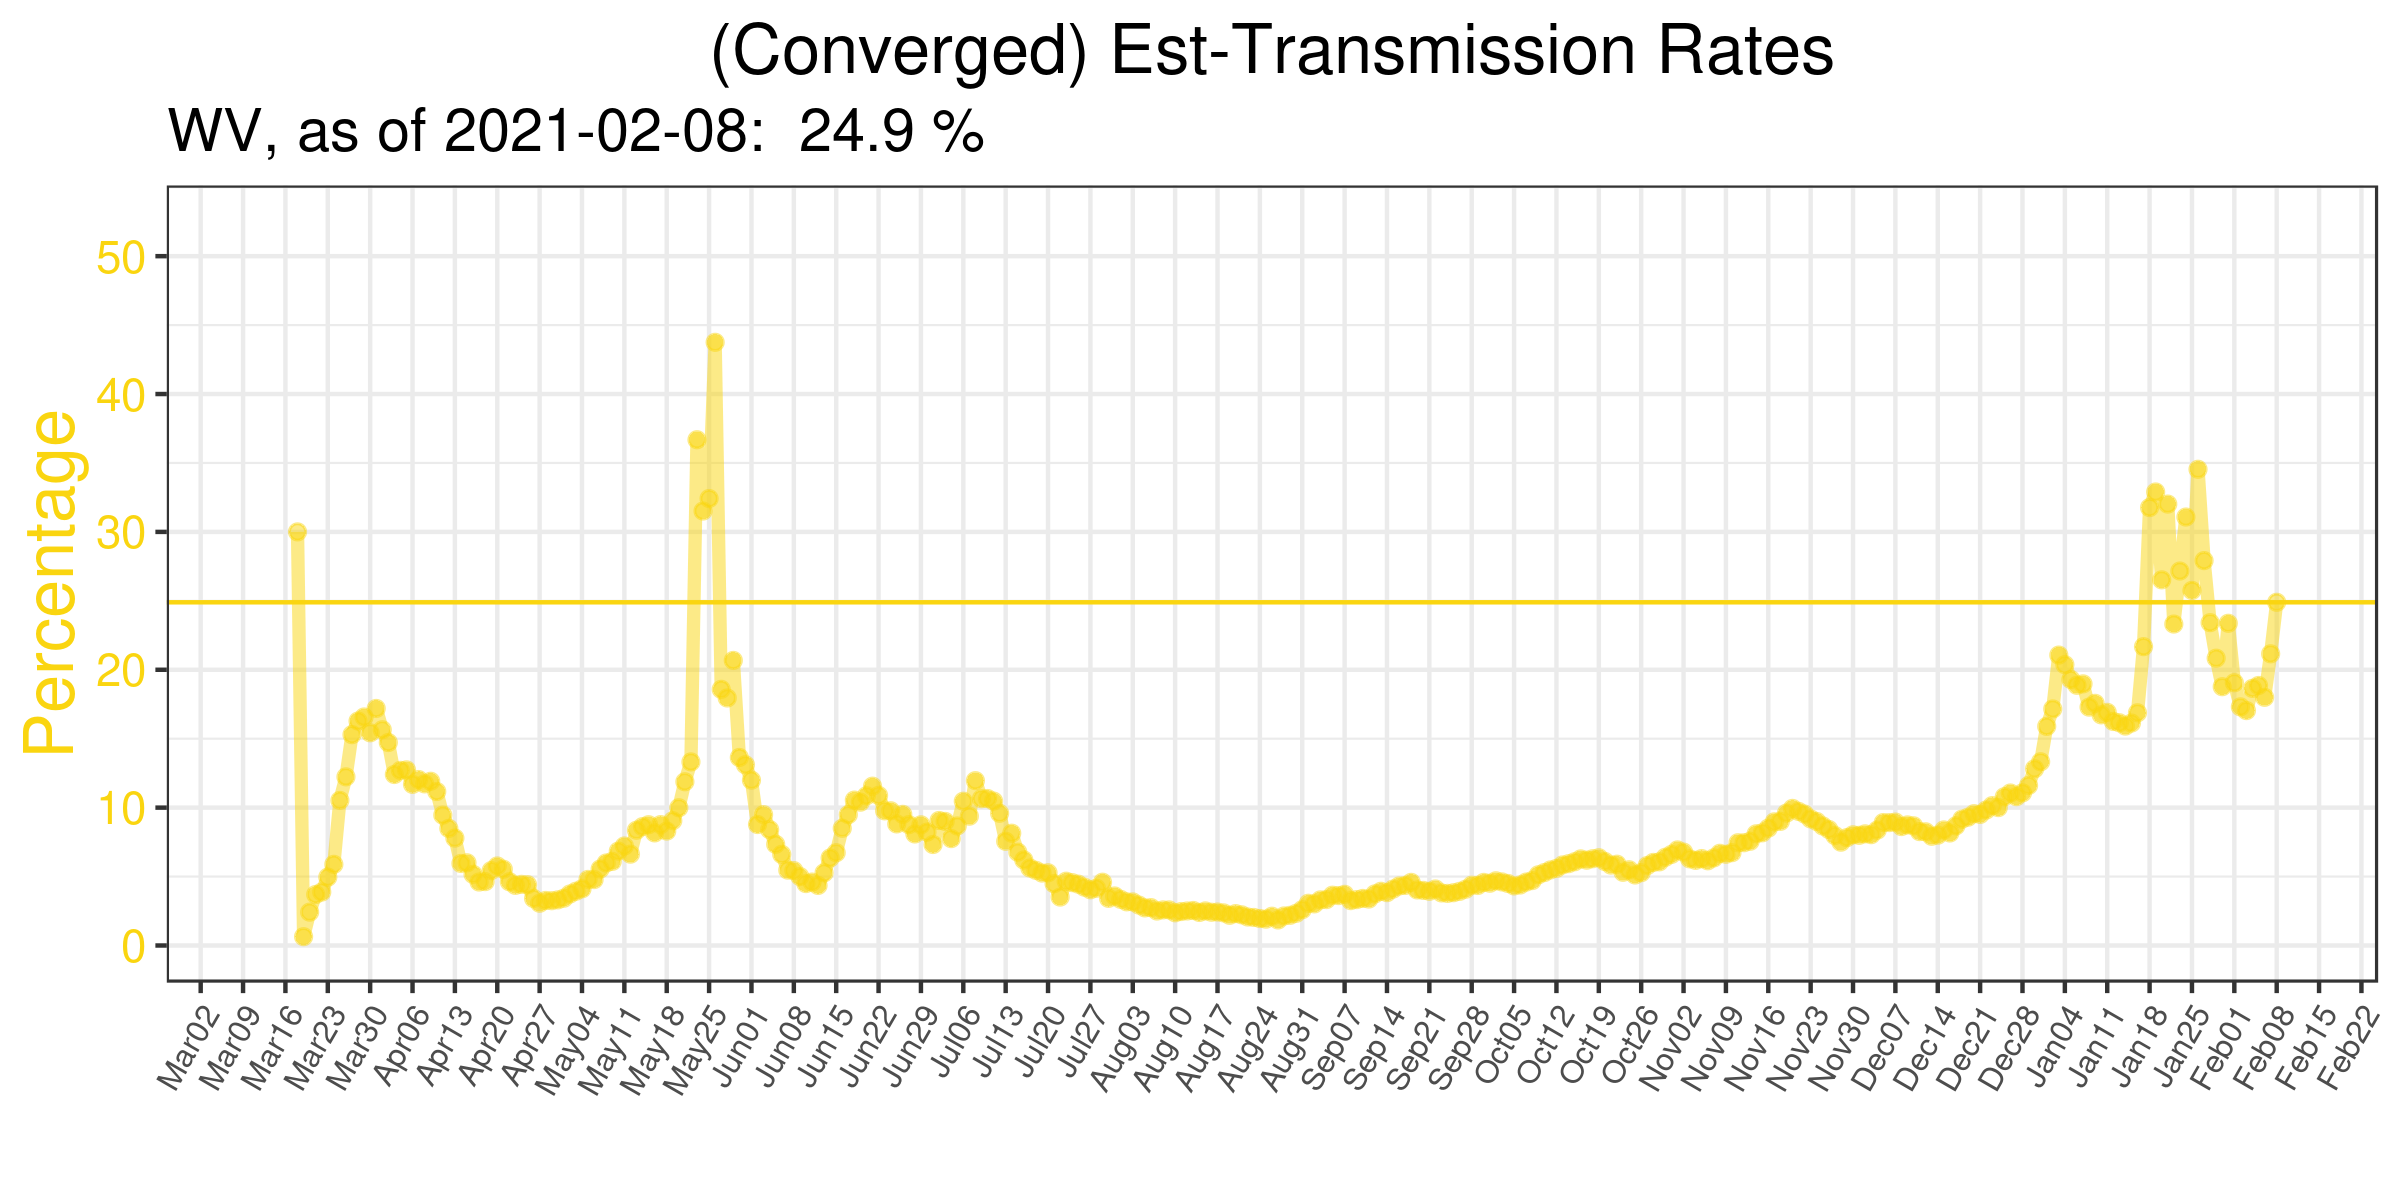 (Converged) Est-Transmission Rates
WV, as of 2021-02-08:  24.9 %
Percentage
50
40
30
20
10
0
Mar02
Mar09
Mar16
Mar23
Mar30
Apr06
Apr13
Apr20
Apr27
May04
May11
May18
May25
Jun01
Jun08
Jun15
Jun22
Jun29
Jul06
Jul13
Jul20
Jul27
Aug03
Aug10
Aug17
Aug24
Aug31
Sep07
Sep14
Sep21
Sep28
Oct05
Oct12
Oct19
Oct26
Nov02
Nov09
Nov16
Nov23
Nov30
Dec07
Dec14
Dec21
Dec28
Jan04
Jan11
Jan18
Jan25
Feb01
Feb08
Feb15
Feb22